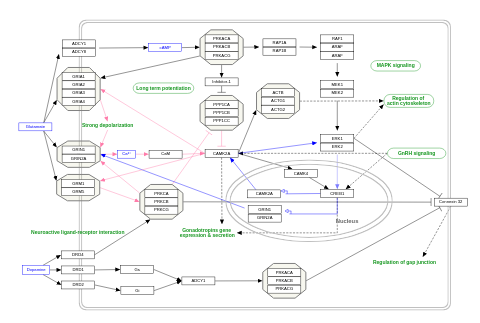 ADCY1
ADCY8
cAMP
PRKACA
PRKACB
PRKACG
RAP1A
RAP1B
RAF1
ARAF
ARAF
MAPK signaling
GRIA1
GRIA2
GRIA3
GRIA4
Long term potentiation
Inhibitor-1
MEK1
MEK2
ACTB
ACTG1
ACTG2
Regulation of
actin cytoskeleton
PPP1CA
PPP1CB
PPP1CC
Glutamate
Strong depolarization
ERK1
ERK2
GRIN1
GRIN2A
Ca²⁺
CaM
CAMK2A
GnRH signaling
CAMK4
GRM1
GRM5
PRKCA
PRKCB
PRKCG
CAMK2A
CREB1
GRIN1
GRIN2A
Nucleus
Connexin 32
Neuroactive ligand-receptor interaction
Gonadotropins gene
expression & secretion
DRD4
Dopamine
DRD1
DRD2
Gs
Gi
ADCY1
PRKACA
PRKACB
PRKACG
Regulation of gap junction